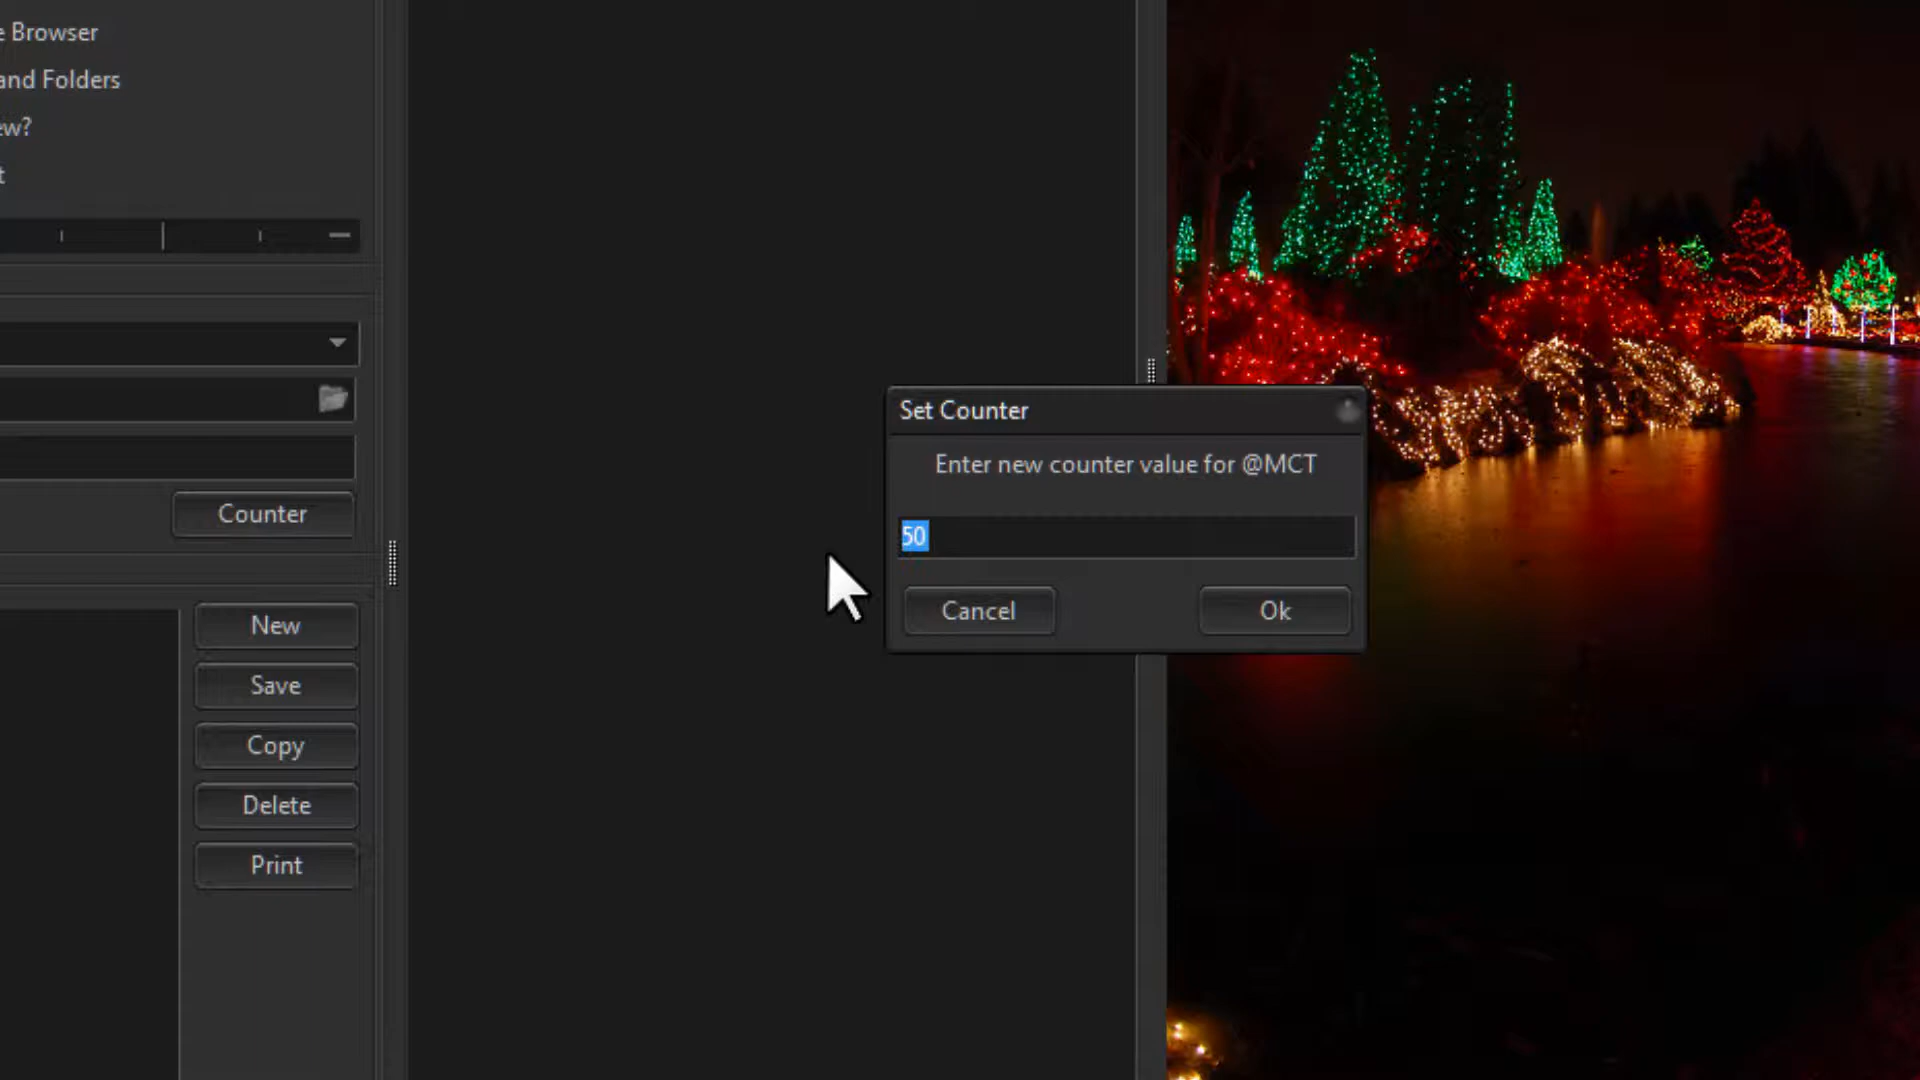 e Browser
and Folders
ew?
t
Counter
New
Save
Copy
Delete
Print
Set Counter
Enter new counter value for @MCT
50
Cancel
Ok